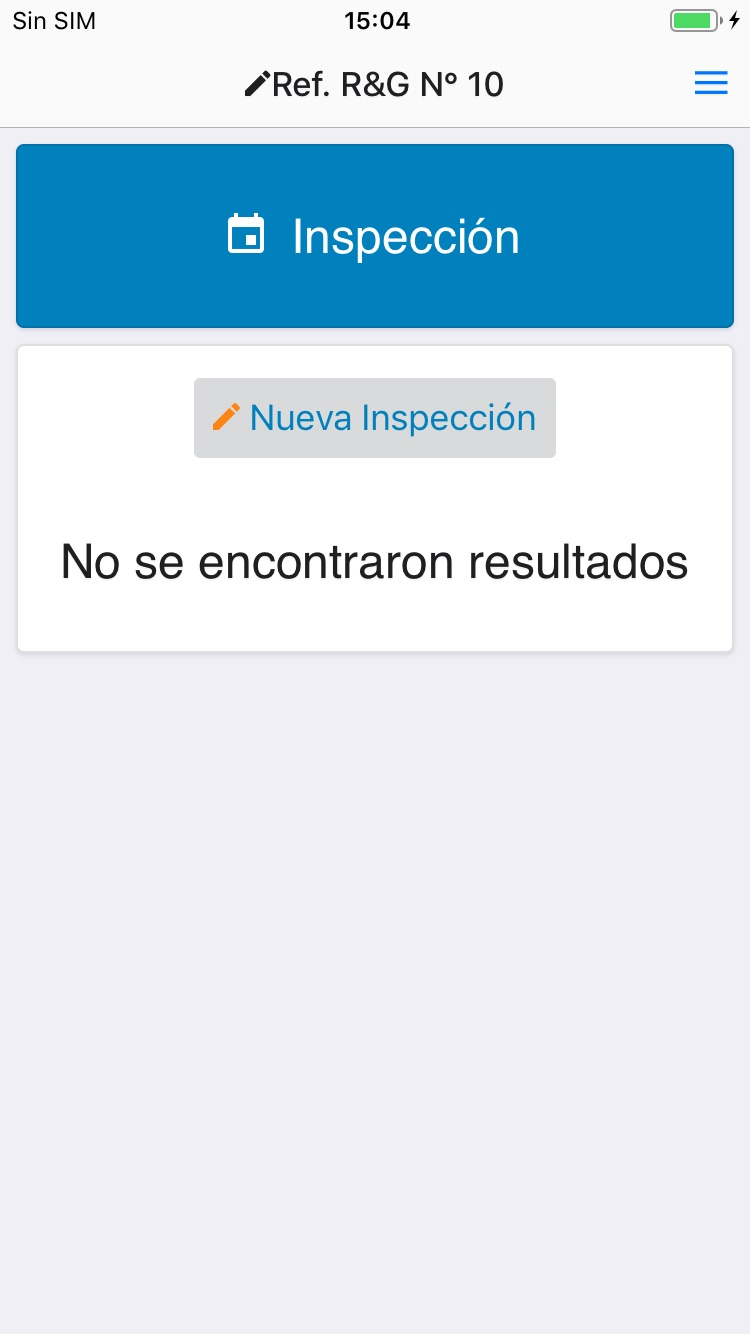 Sin SIM 15:04
Ref. R&G Nº 10
Inspección
Nueva Inspección
No se encontraron resultados